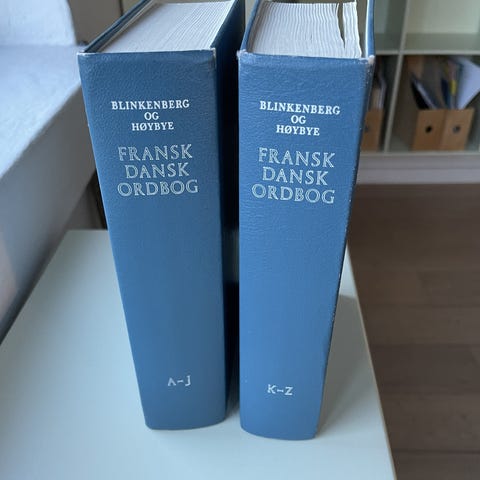 BLINKENBERG
OG
HØYBYE
FRANSK
DANSK
ORDBOG
A-J
BLINKENBERG
OG
HØYBYE
FRANSK
DANSK
ORDBOG
K-Z